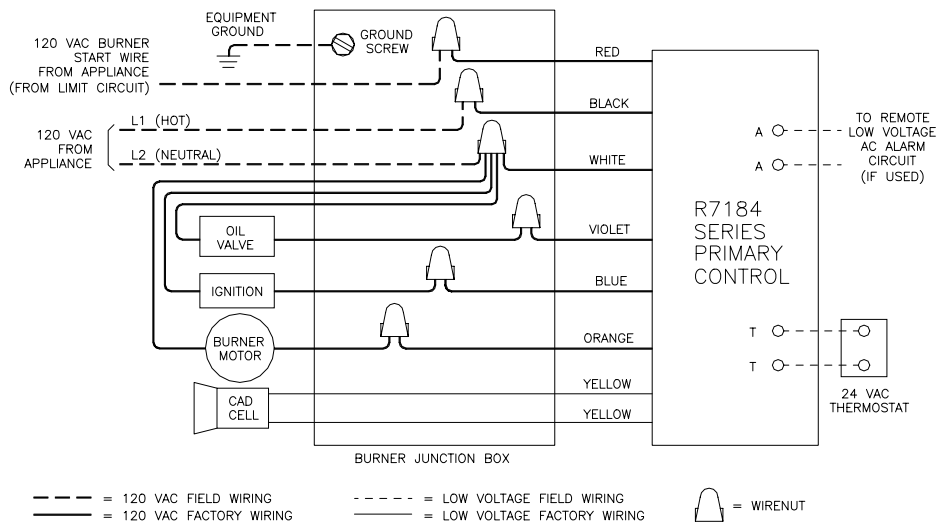 EQUIPMENT
GROUND
GROUND
SCREW
120 VAC BURNER
START WIRE
FROM APPLIANCE
(FROM LIMIT CIRCUIT)
RED
BLACK
L1 (HOT)
120 VAC
FROM
APPLIANCE
L2 (NEUTRAL)
WHITE
A
A
TO REMOTE
LOW VOLTAGE
AC ALARM
CIRCUIT
(IF USED)
R7184
SERIES
PRIMARY
CONTROL
OIL
VALVE
VIOLET
IGNITION
BLUE
BURNER
MOTOR
ORANGE
T
T
24 VAC
THERMOSTAT
CAD
CELL
YELLOW
YELLOW
BURNER JUNCTION BOX
= 120 VAC FIELD WIRING
= 120 VAC FACTORY WIRING
= LOW VOLTAGE FIELD WIRING
= LOW VOLTAGE FACTORY WIRING
= WIRENUT